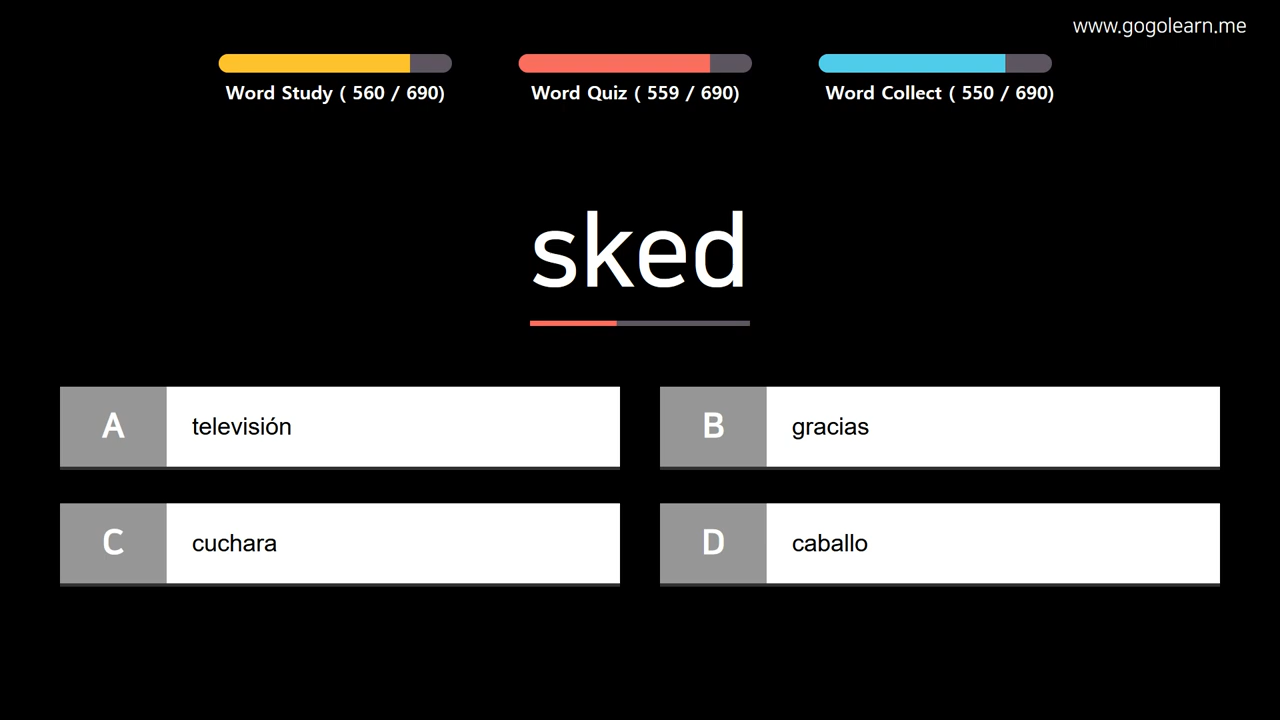 www.gogolearn.me
Word Study ( 560 / 690)
Word Quiz ( 559 / 690)
Word Collect ( 550 / 690)
sked
A televisión
B gracias
C cuchara
D caballo